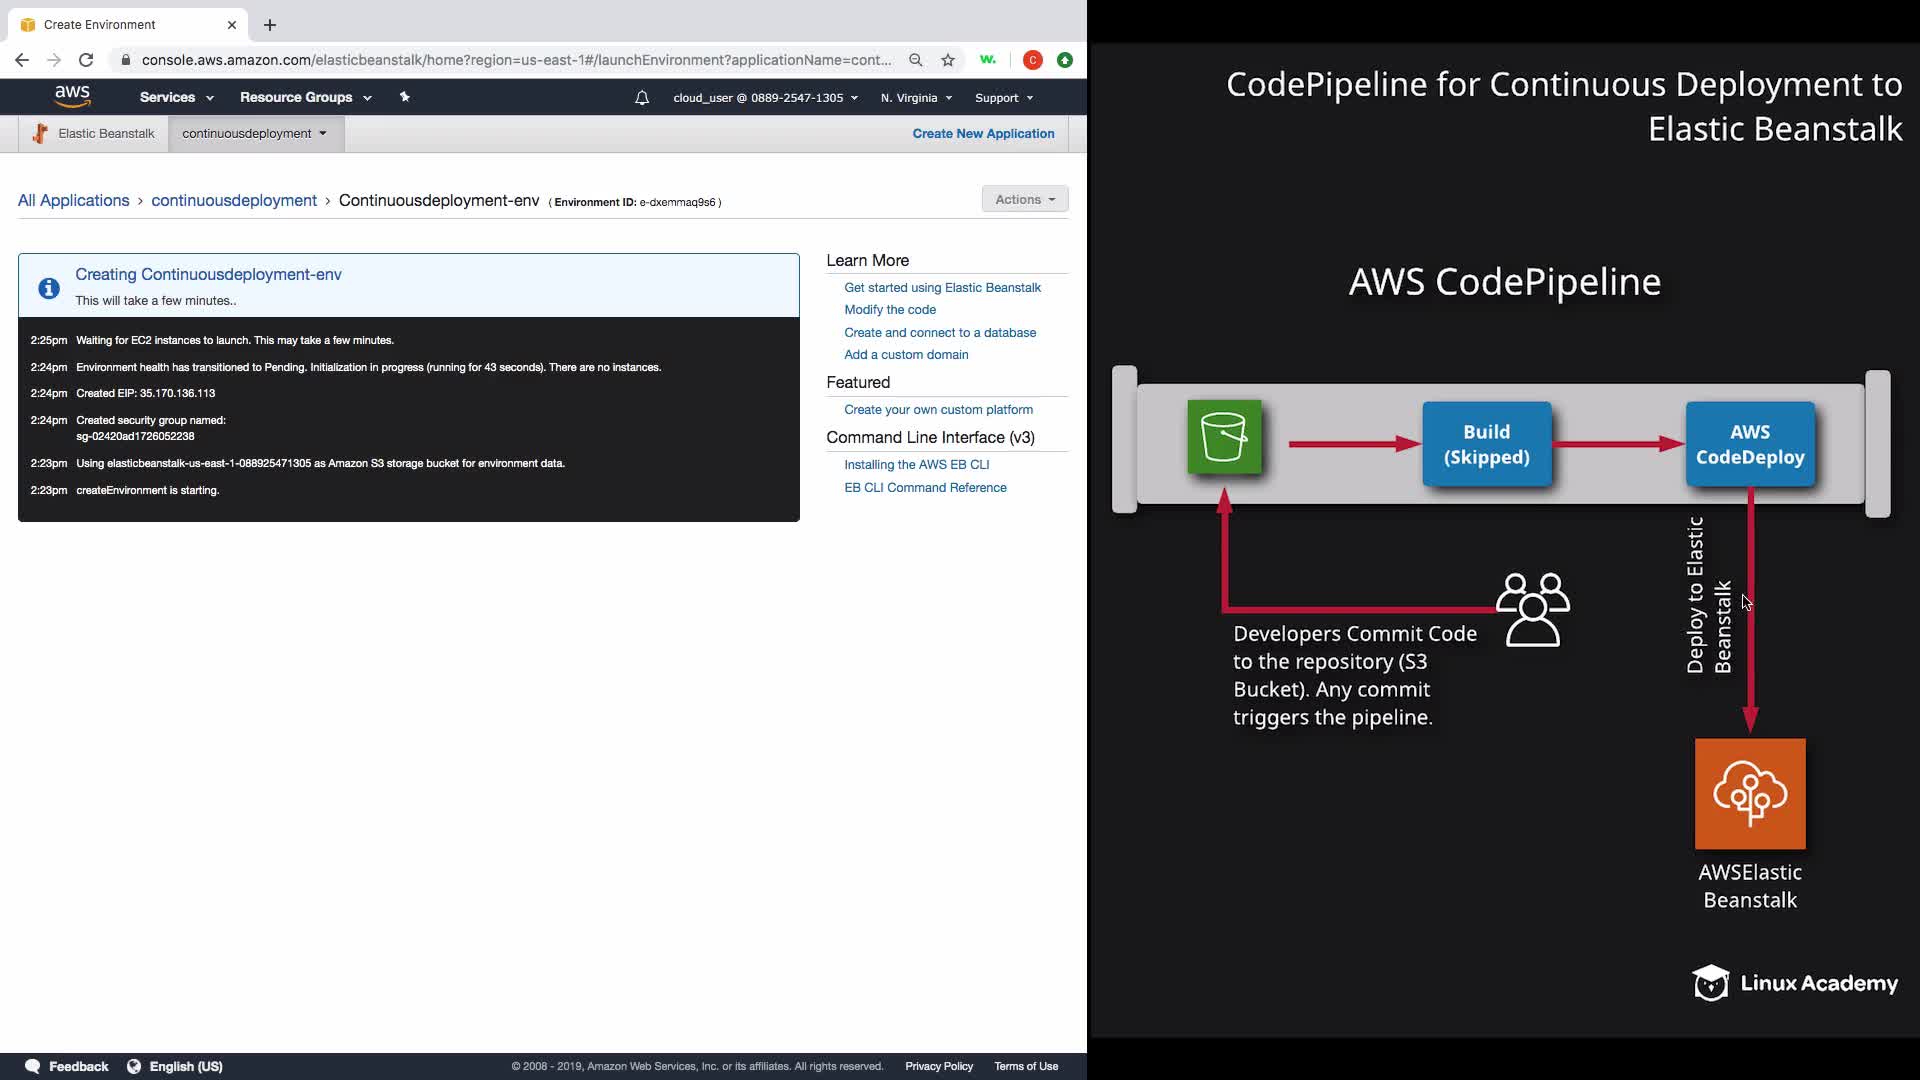 Create Environment
console.aws.amazon.com/elasticbeanstalk/home?region=us-east-1#/launchEnvironment?applicationName=cont...
w.
C
aws
Services
Resource Groups
cloud_user @ 0889-2547-1305
N. Virginia
Support
Elastic Beanstalk
continuousdeployment
Create New Application
All Applications › continuousdeployment › Continuousdeployment-env ( Environment ID: e-dxemmaq9s6 )
Actions
Creating Continuousdeployment-env
This will take a few minutes..
2:25pm Waiting for EC2 instances to launch. This may take a few minutes.
2:24pm Environment health has transitioned to Pending. Initialization in progress (running for 43 seconds). There are no instances.
2:24pm Created EIP: 35.170.136.113
2:24pm Created security group named:
sg-02420ad1726052238
2:23pm Using elasticbeanstalk-us-east-1-088925471305 as Amazon S3 storage bucket for environment data.
2:23pm createEnvironment is starting.
Learn More
Get started using Elastic Beanstalk
Modify the code
Create and connect to a database
Add a custom domain
Featured
Create your own custom platform
Command Line Interface (v3)
Installing the AWS EB CLI
EB CLI Command Reference
Feedback
English (US)
© 2008 - 2019, Amazon Web Services, Inc. or its affiliates. All rights reserved.
Privacy Policy
Terms of Use
CodePipeline for Continuous Deployment to
Elastic Beanstalk
AWS CodePipeline
Build
(Skipped)
AWS
CodeDeploy
Deploy to Elastic
Beanstalk
Developers Commit Code
to the repository (S3
Bucket). Any commit
triggers the pipeline.
AWSElastic
Beanstalk
Linux Academy